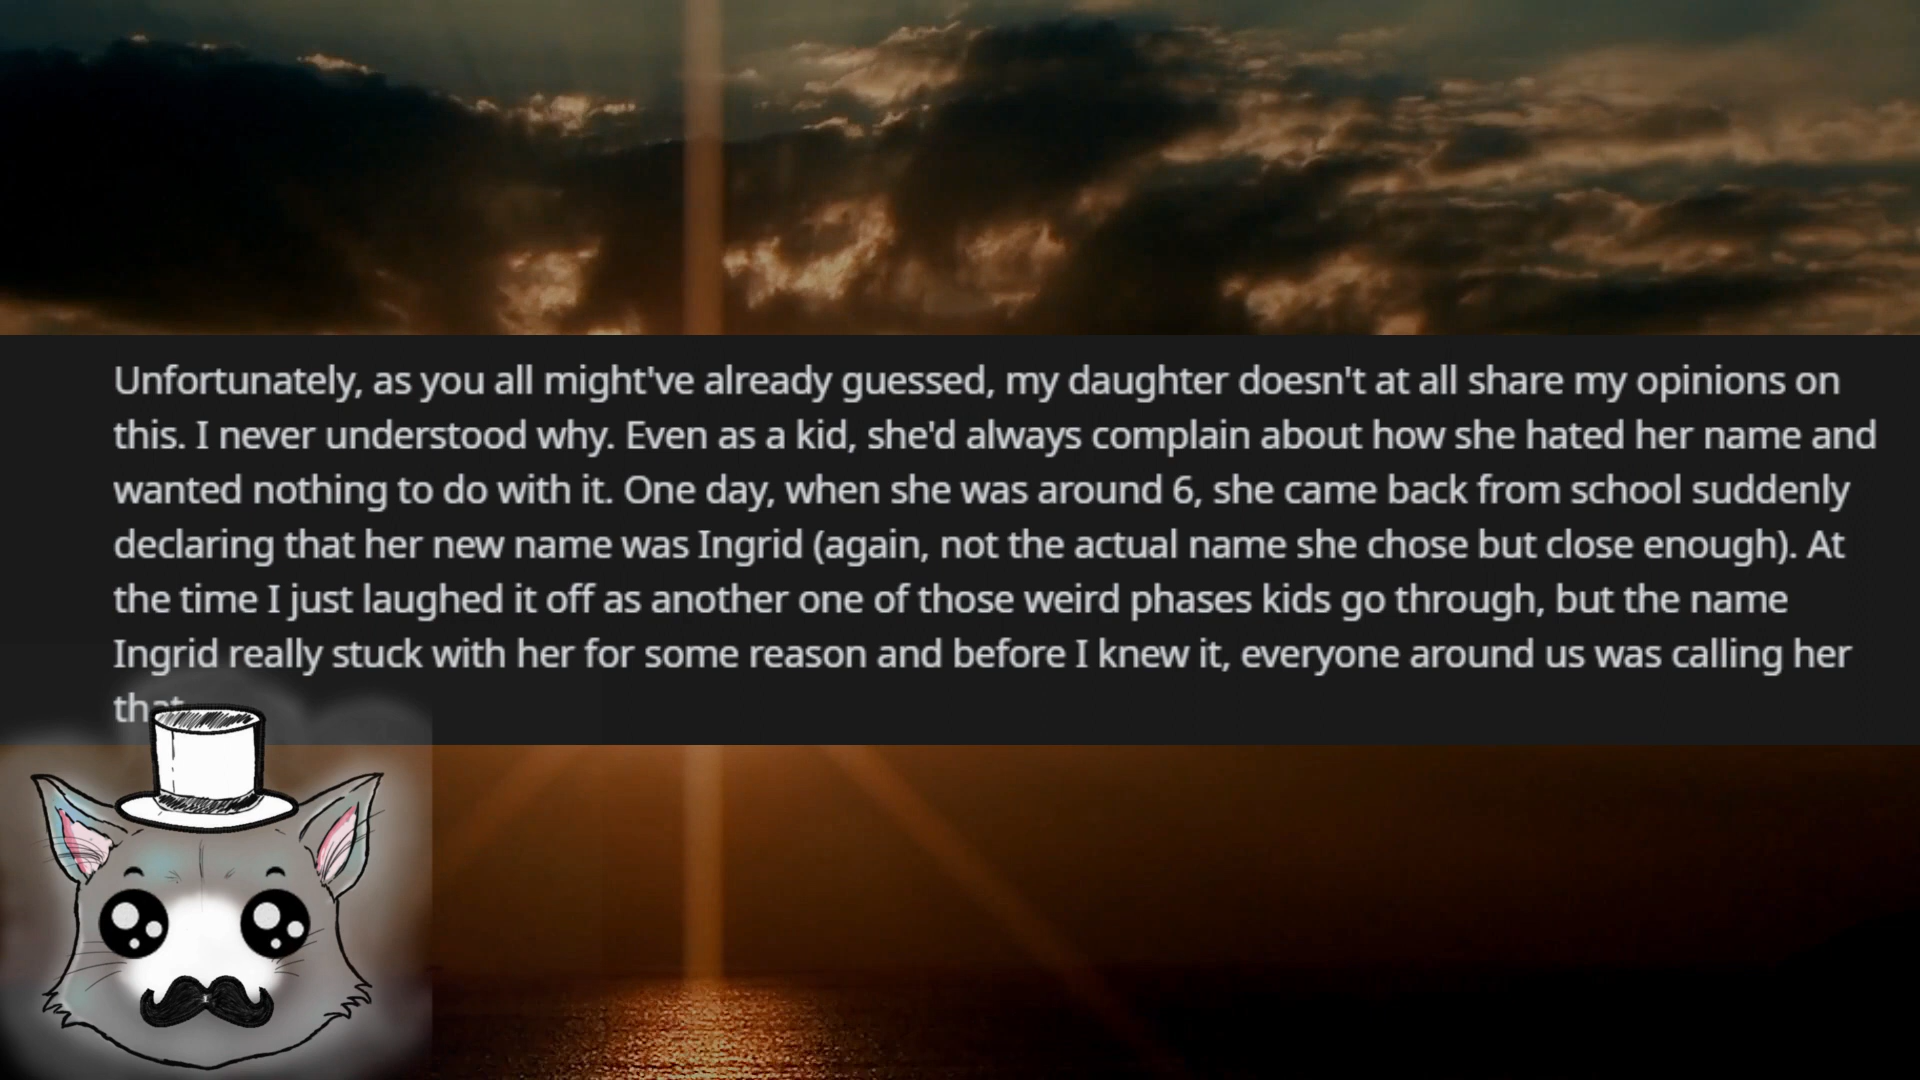 Unfortunately, as you all might've already guessed, my daughter doesn't at all share my opinions on
this. I never understood why. Even as a kid, she'd always complain about how she hated her name and
wanted nothing to do with it. One day, when she was around 6, she came back from school suddenly
declaring that her new name was Ingrid (again, not the actual name she chose but close enough). At
the time I just laughed it off as another one of those weird phases kids go through, but the name
Ingrid really stuck with her for some reason and before I knew it, everyone around us was calling her
that